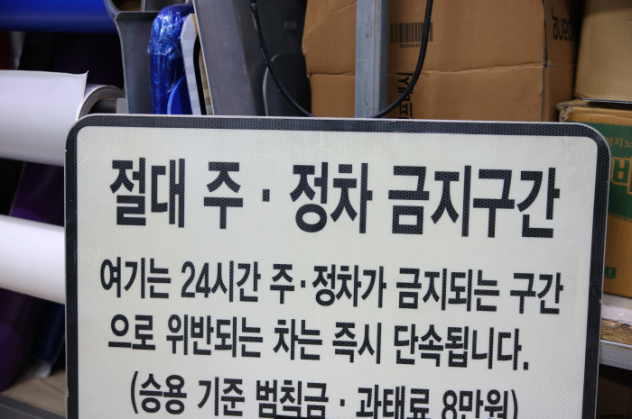 절대 주·정차 금지구간
여기는 24시간 주·정차가 금지되는 구간
으로 위반되는 차는 즉시 단속됩니다.
(승용 기준 범칙금·과태료 8만원)